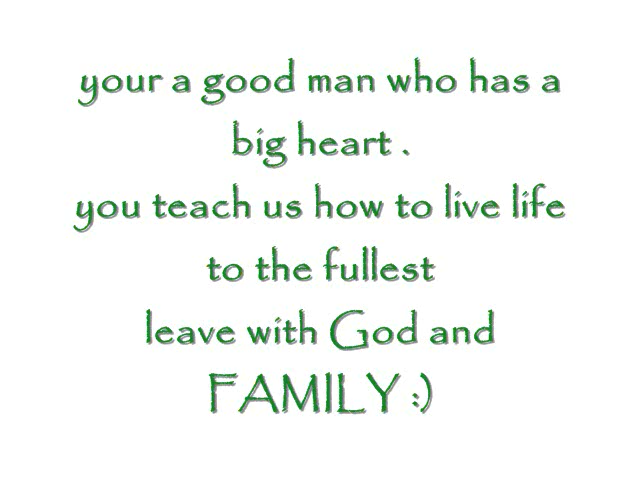 your a good man who has a
big heart .
you teach us how to live life
to the fullest
leave with God and
FAMILY :)